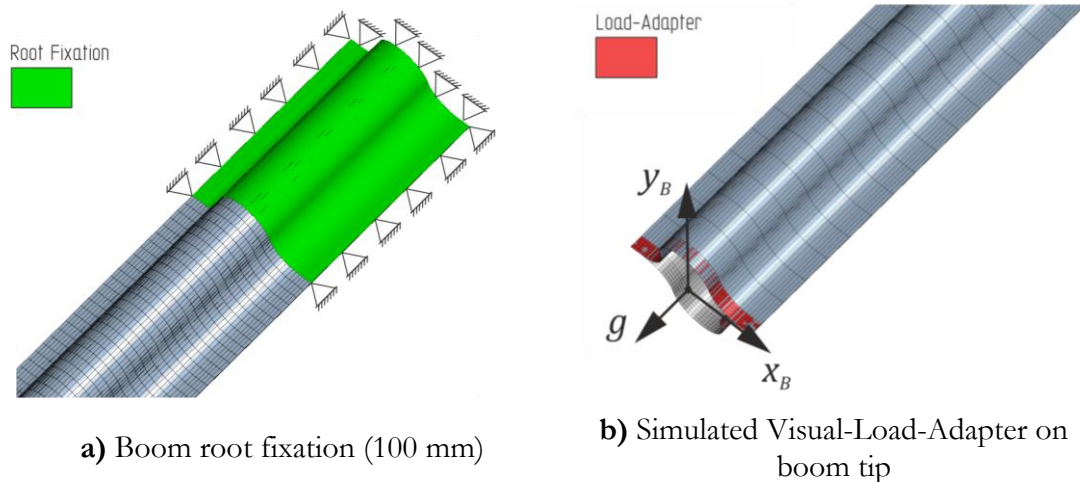 Root Fixation
a) Boom root fixation (100 mm)
Load-Adapter
y_B
g
x_B
b) Simulated Visual-Load-Adapter on
boom tip